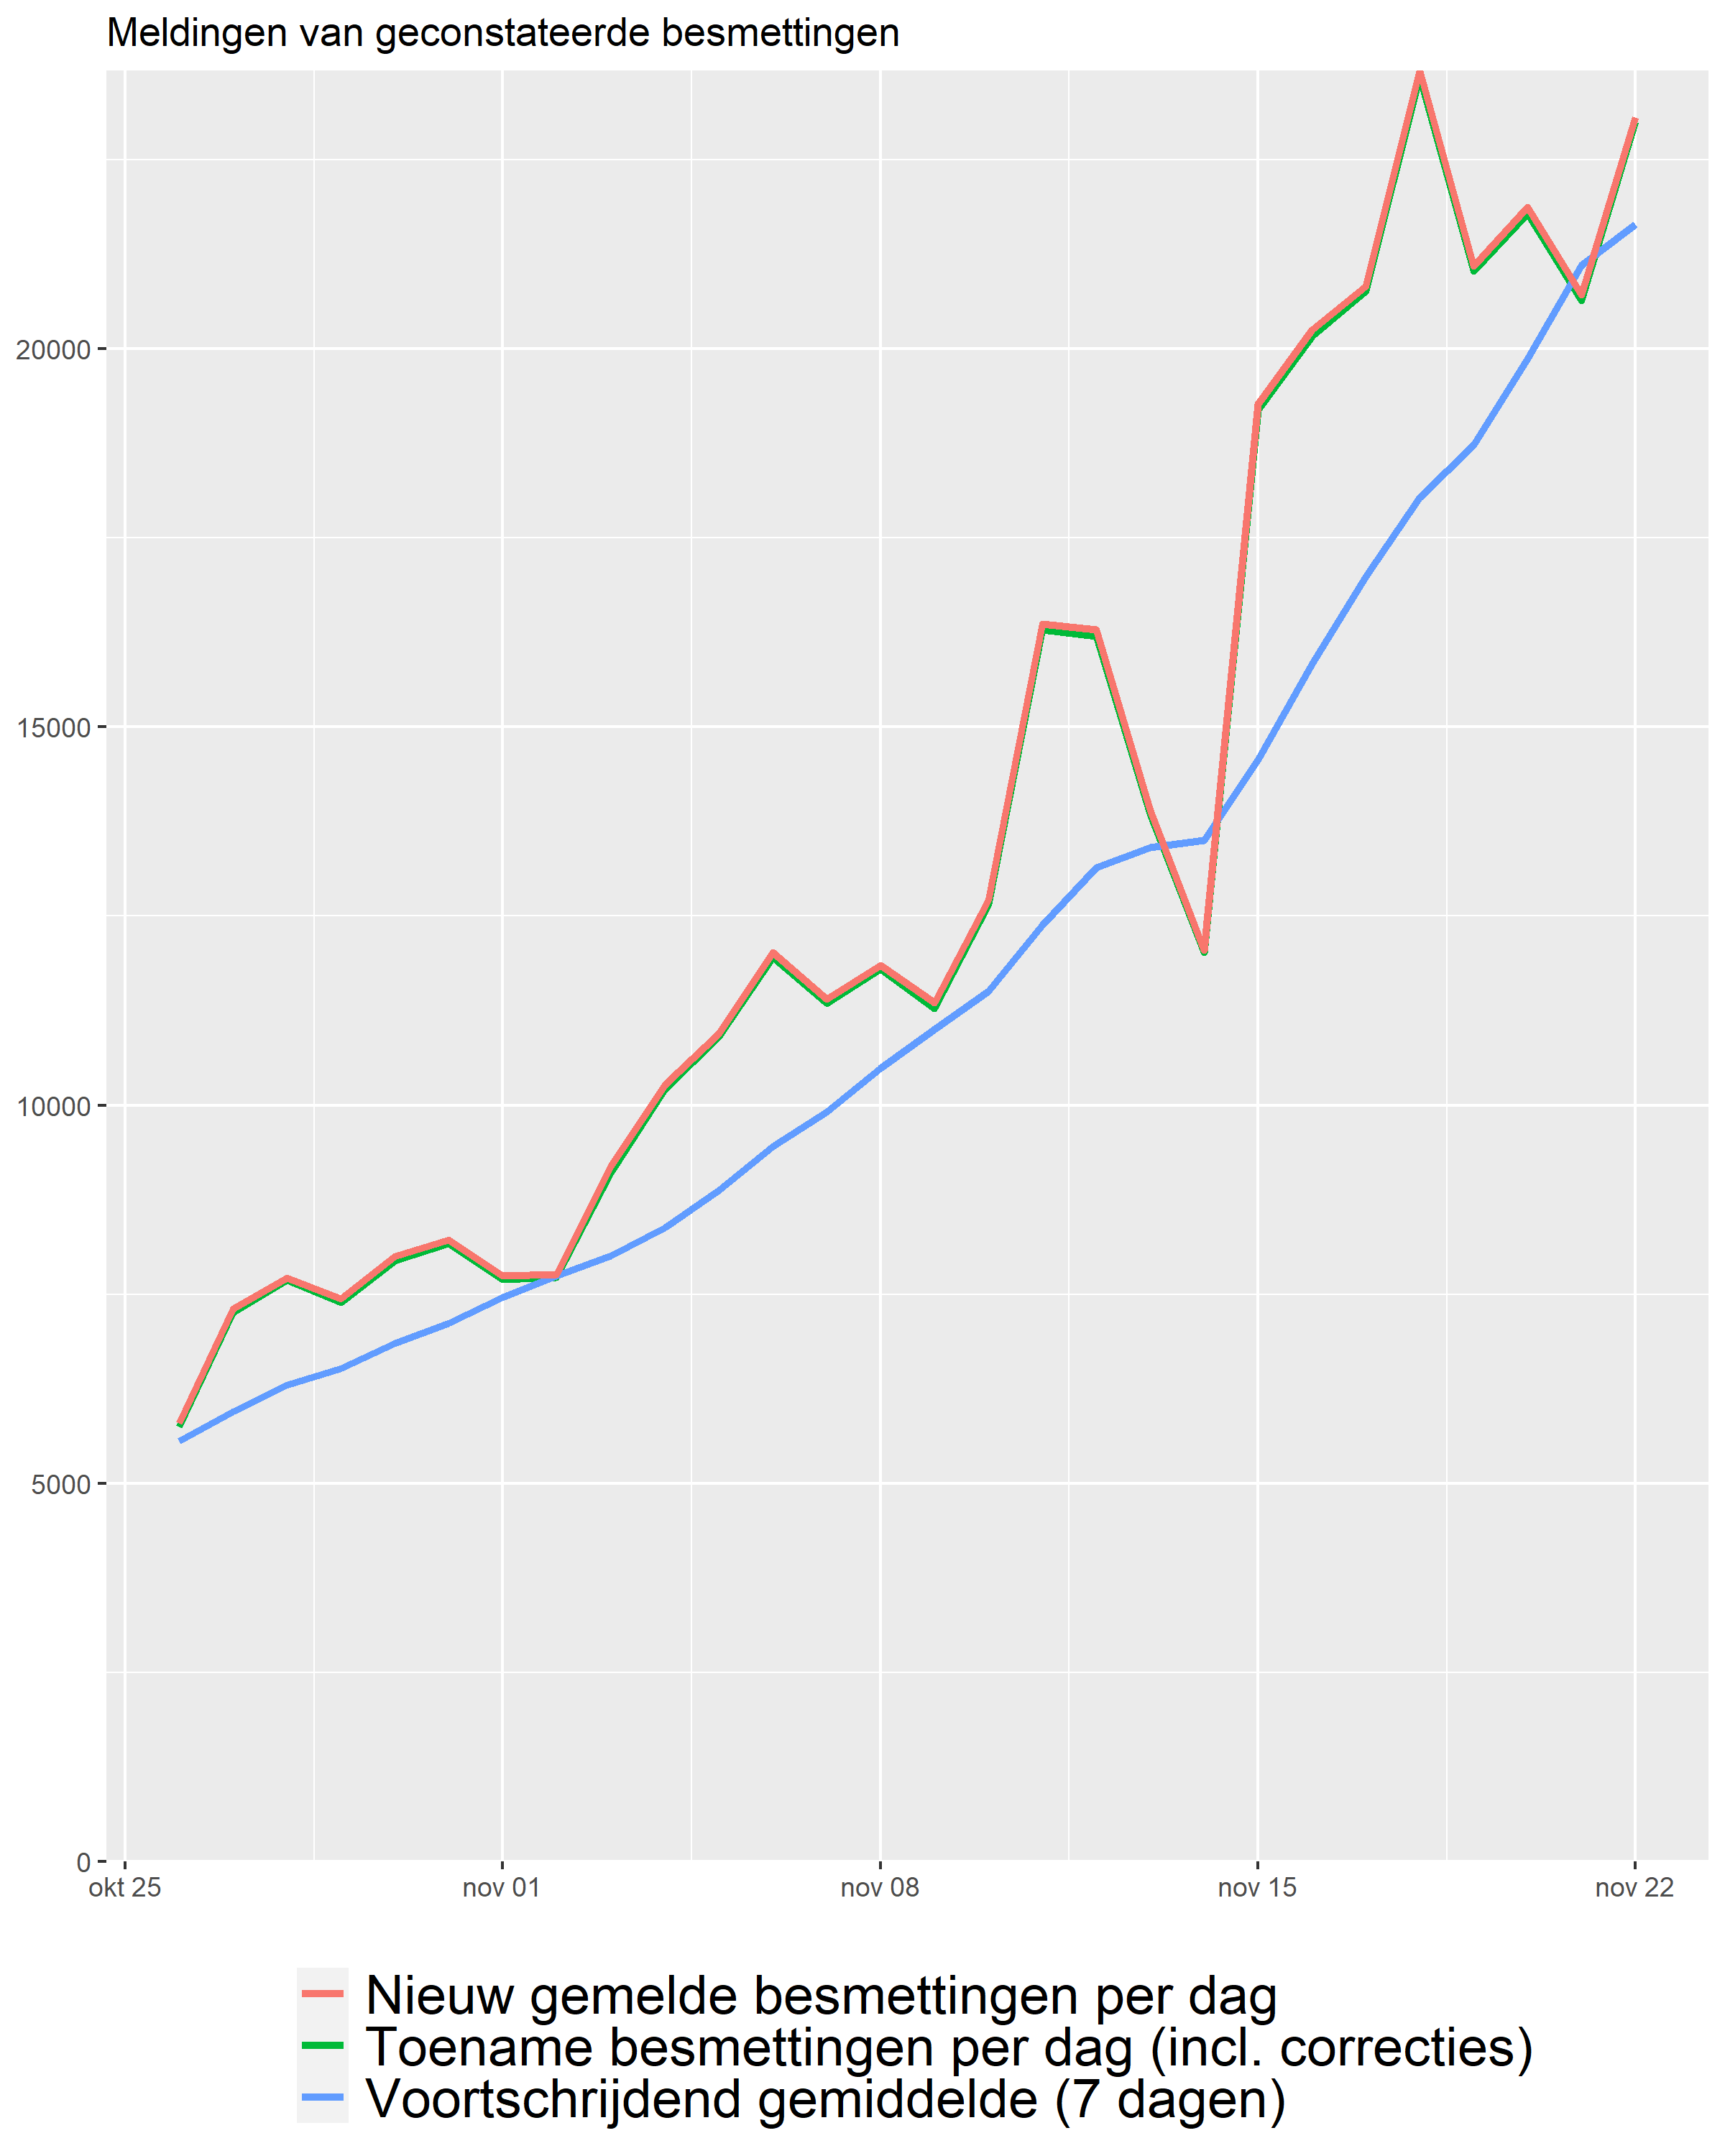 Meldingen van geconstateerde besmettingen
20000
15000
10000
5000
0
okt 25 nov 01 nov 08 nov 15 nov 22
Nieuw gemelde besmettingen per dag
Toename besmettingen per dag (incl. correcties)
Voortschrijdend gemiddelde (7 dagen)